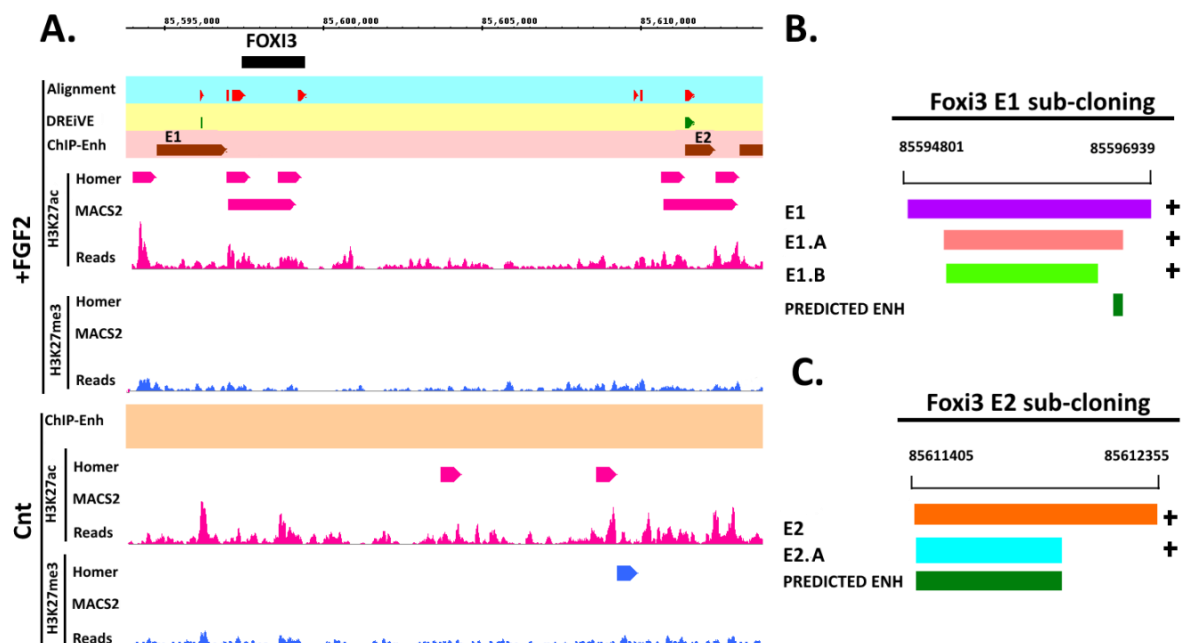 A.
85,595,000 85,600,000 85,605,000 85,610,000
FOXI3
+FGF2
Alignment
DREiVE
ChIP-Enh
E1 E2
H3K27ac
Homer
MACS2
Reads
H3K27me3
Homer
MACS2
Reads
Cnt
ChIP-Enh
H3K27ac
Homer
MACS2
Reads
H3K27me3
Homer
MACS2
Reads
B.
Foxi3 E1 sub-cloning
85594801 85596939
E1 +
E1.A +
E1.B +
PREDICTED ENH
C.
Foxi3 E2 sub-cloning
85611405 85612355
E2 +
E2.A +
PREDICTED ENH